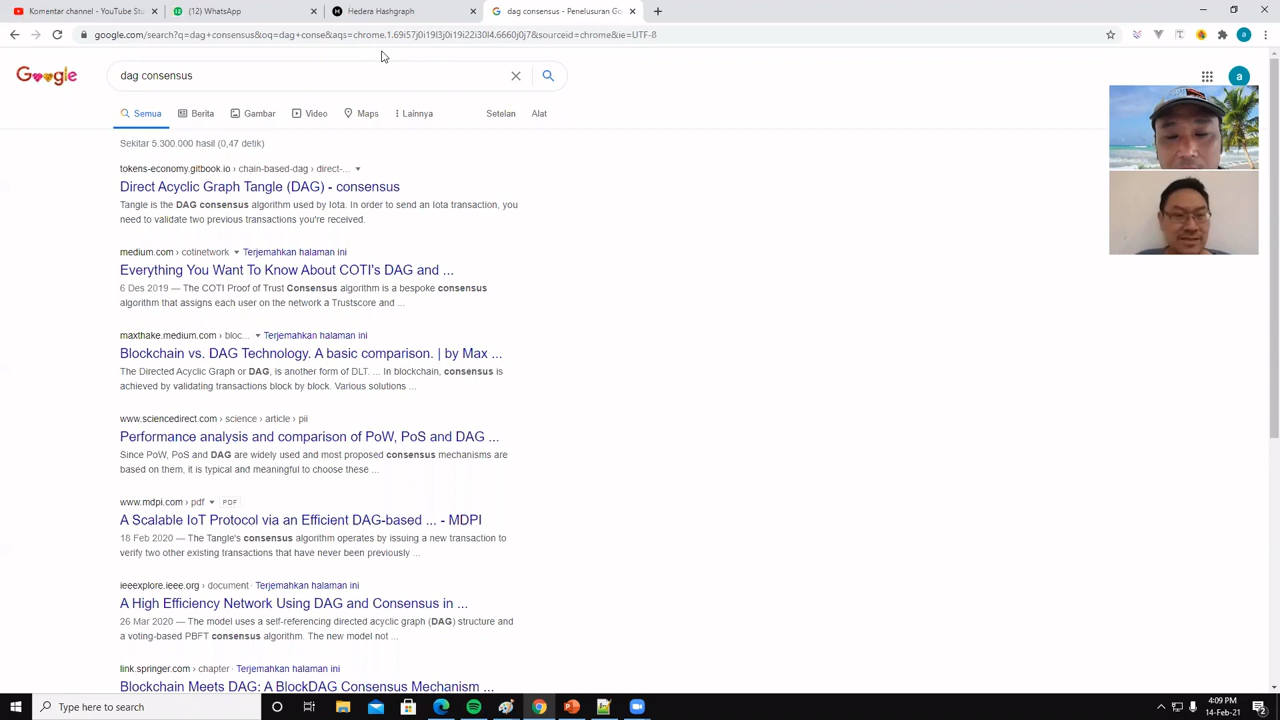 Komentar channel - YouTube Stu
(12) WhatsApp
Hedera Hashgraph
dag consensus - Penelusuran Go
google.com/search?q=dag+consensus&oq=dag+conse&aqs=chrome.1.69i57j0i19l3j0i19i22i30l4.6660j0j7&sourceid=chrome&ie=UTF-8
Google
dag consensus
Semua
Berita
Gambar
Video
Maps
Lainnya
Setelan
Alat
Sekitar 5.300.000 hasil (0,47 detik)
tokens-economy.gitbook.io › chain-based-dag › direct-...
Direct Acyclic Graph Tangle (DAG) - consensus
Tangle is the DAG consensus algorithm used by Iota. In order to send an Iota transaction, you
need to validate two previous transactions you're received.
medium.com › cotinetwork Terjemahkan halaman ini
Everything You Want To Know About COTI's DAG and ...
6 Des 2019 — The COTI Proof of Trust Consensus algorithm is a bespoke consensus
algorithm that assigns each user on the network a Trustscore and ...
maxthake.medium.com › bloc... Terjemahkan halaman ini
Blockchain vs. DAG Technology. A basic comparison. | by Max ...
The Directed Acyclic Graph or DAG, is another form of DLT. ... In blockchain, consensus is
achieved by validating transactions block by block. Various solutions ...
www.sciencedirect.com › science › article › pii
Performance analysis and comparison of PoW, PoS and DAG ...
Since PoW, PoS and DAG are widely used and most proposed consensus mechanisms are
based on them, it is typical and meaningful to choose these ...
www.mdpi.com › pdf PDF
A Scalable IoT Protocol via an Efficient DAG-based ... - MDPI
18 Feb 2020 — The Tangle's consensus algorithm operates by issuing a new transaction to
verify two other existing transactions that have never been previously ...
ieeexplore.ieee.org › document · Terjemahkan halaman ini
A High Efficiency Network Using DAG and Consensus in ...
26 Mar 2020 — The model uses a self-referencing directed acyclic graph (DAG) structure and
a voting-based PBFT consensus algorithm. The new model not ...
link.springer.com › chapter · Terjemahkan halaman ini
Blockchain Meets DAG: A BlockDAG Consensus Mechanism ...
Type here to search
4:09 PM
14-Feb-21